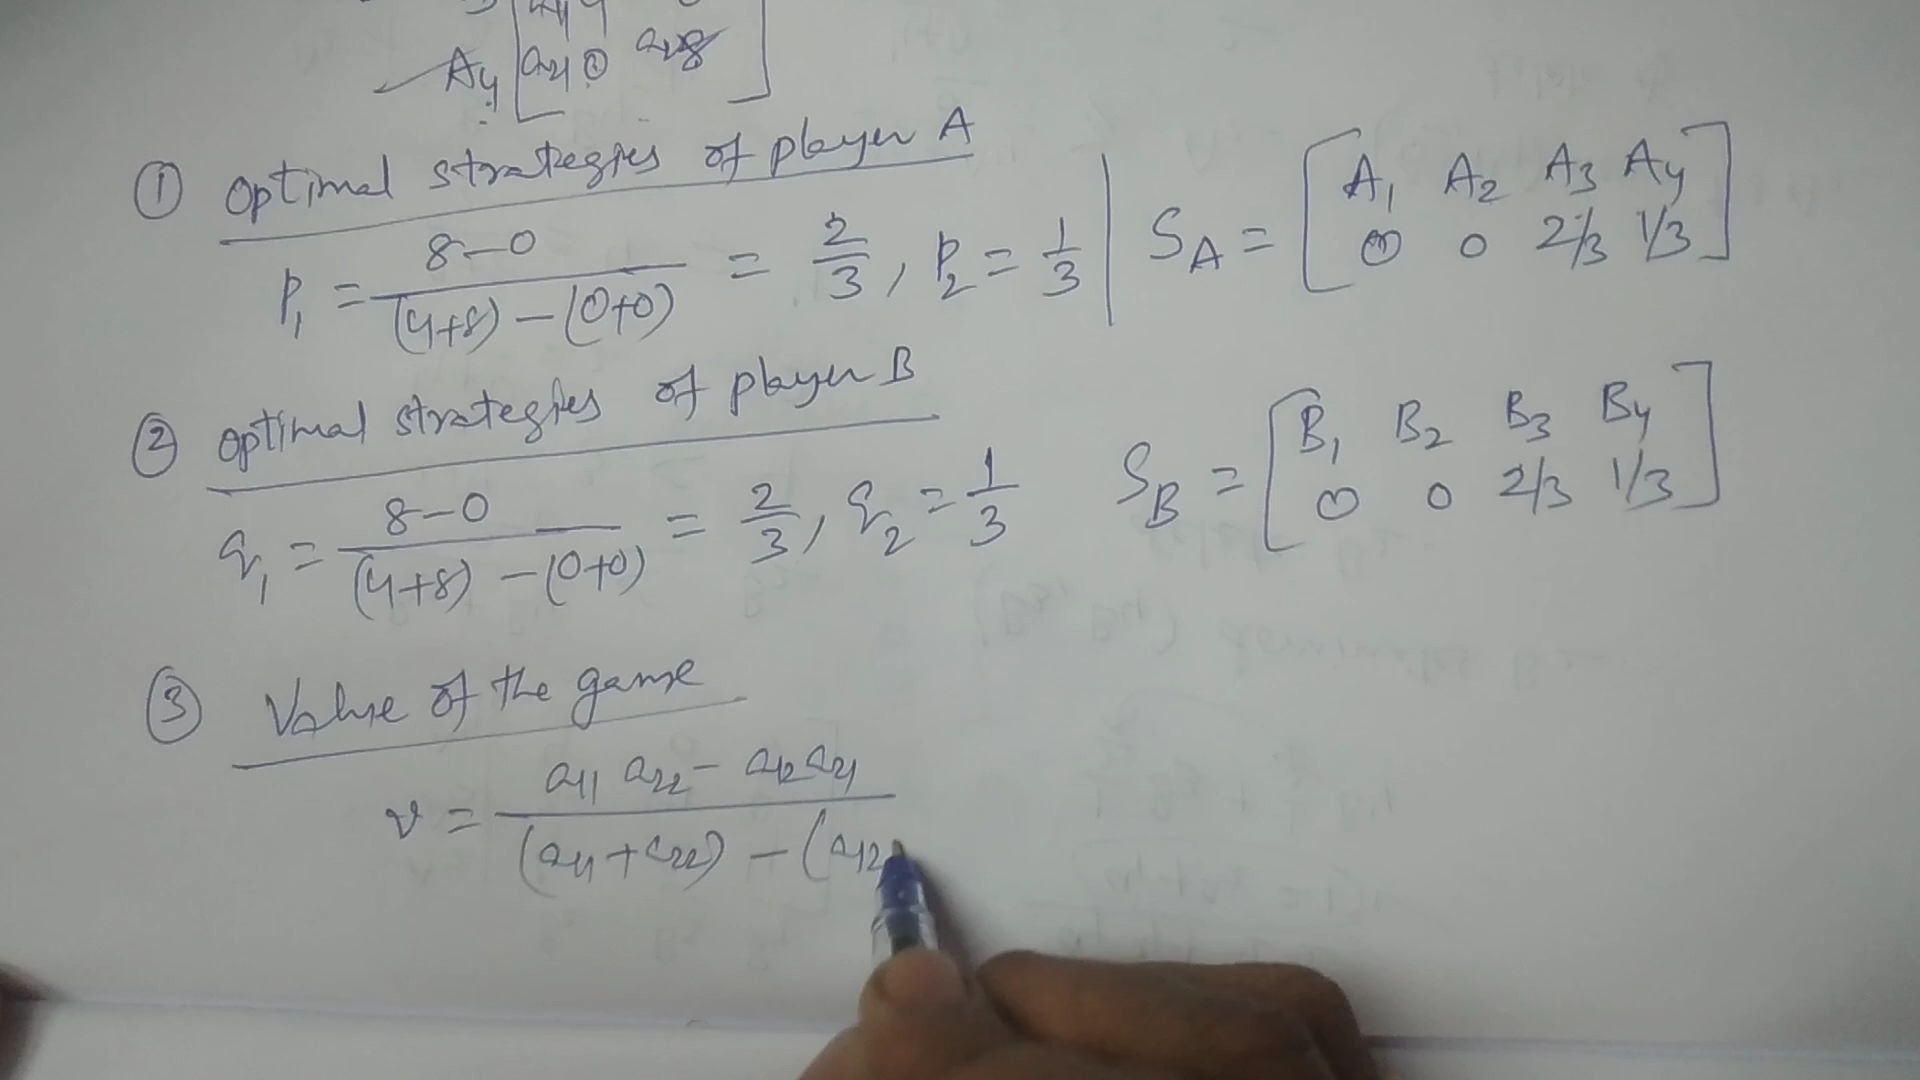 A4 a21 0 a22 8
① optimal strategies of player A
P1 = 8-0 / (4+8) - (0+0) = 2/3, P2 = 1/3 | SA = [A1 A2 A3 A4
0 0 2/3 1/3]
② optimal strategies of player B
q1 = 8-0 / (4+8) - (0+0) = 2/3, q2 = 1/3 SB = [B1 B2 B3 B4
0 0 2/3 1/3]
③ Value of the game
v = a11 a22 - a12 a21 / (a11 + a22) - (a12